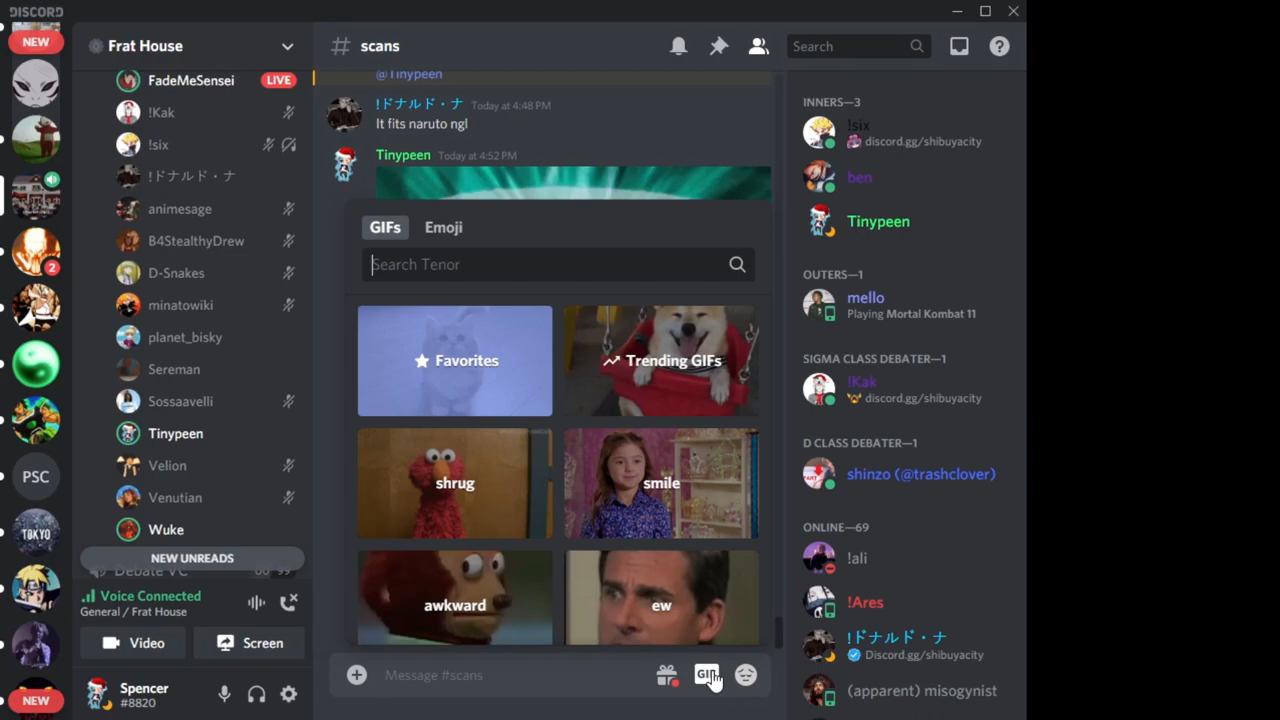 DISCORD
NEW
2
PSC
TOKYO
NEW
Frat House
FadeMeSensei LIVE
!Kak
!six
!ドナルド・ナ
animesage
B4StealthyDrew
D-Snakes
minatowiki
planet_bisky
Sereman
Sossaavelli
Tinypeen
Velion
Venutian
Wuke
NEW UNREADS
Debate VC
Voice Connected
General / Frat House
Video
Screen
Spencer
#8820
# scans
Search
@Tinypeen
!ドナルド・ナ Today at 4:48 PM
It fits naruto ngl
Tinypeen Today at 4:52 PM
GIFs Emoji
Search Tenor
Favorites
Trending GIFs
shrug
smile
awkward
ew
Message #scans
GIF
INNERS—3
!six
discord.gg/shibuyacity
ben
Tinypeen
OUTERS—1
mello
Playing Mortal Kombat 11
SIGMA CLASS DEBATER—1
!Kak
discord.gg/shibuyacity
D CLASS DEBATER—1
shinzo (@trashclover)
ONLINE—69
!ali
!Ares
!ドナルド・ナ
Discord.gg/shibuyacity
(apparent) misogynist